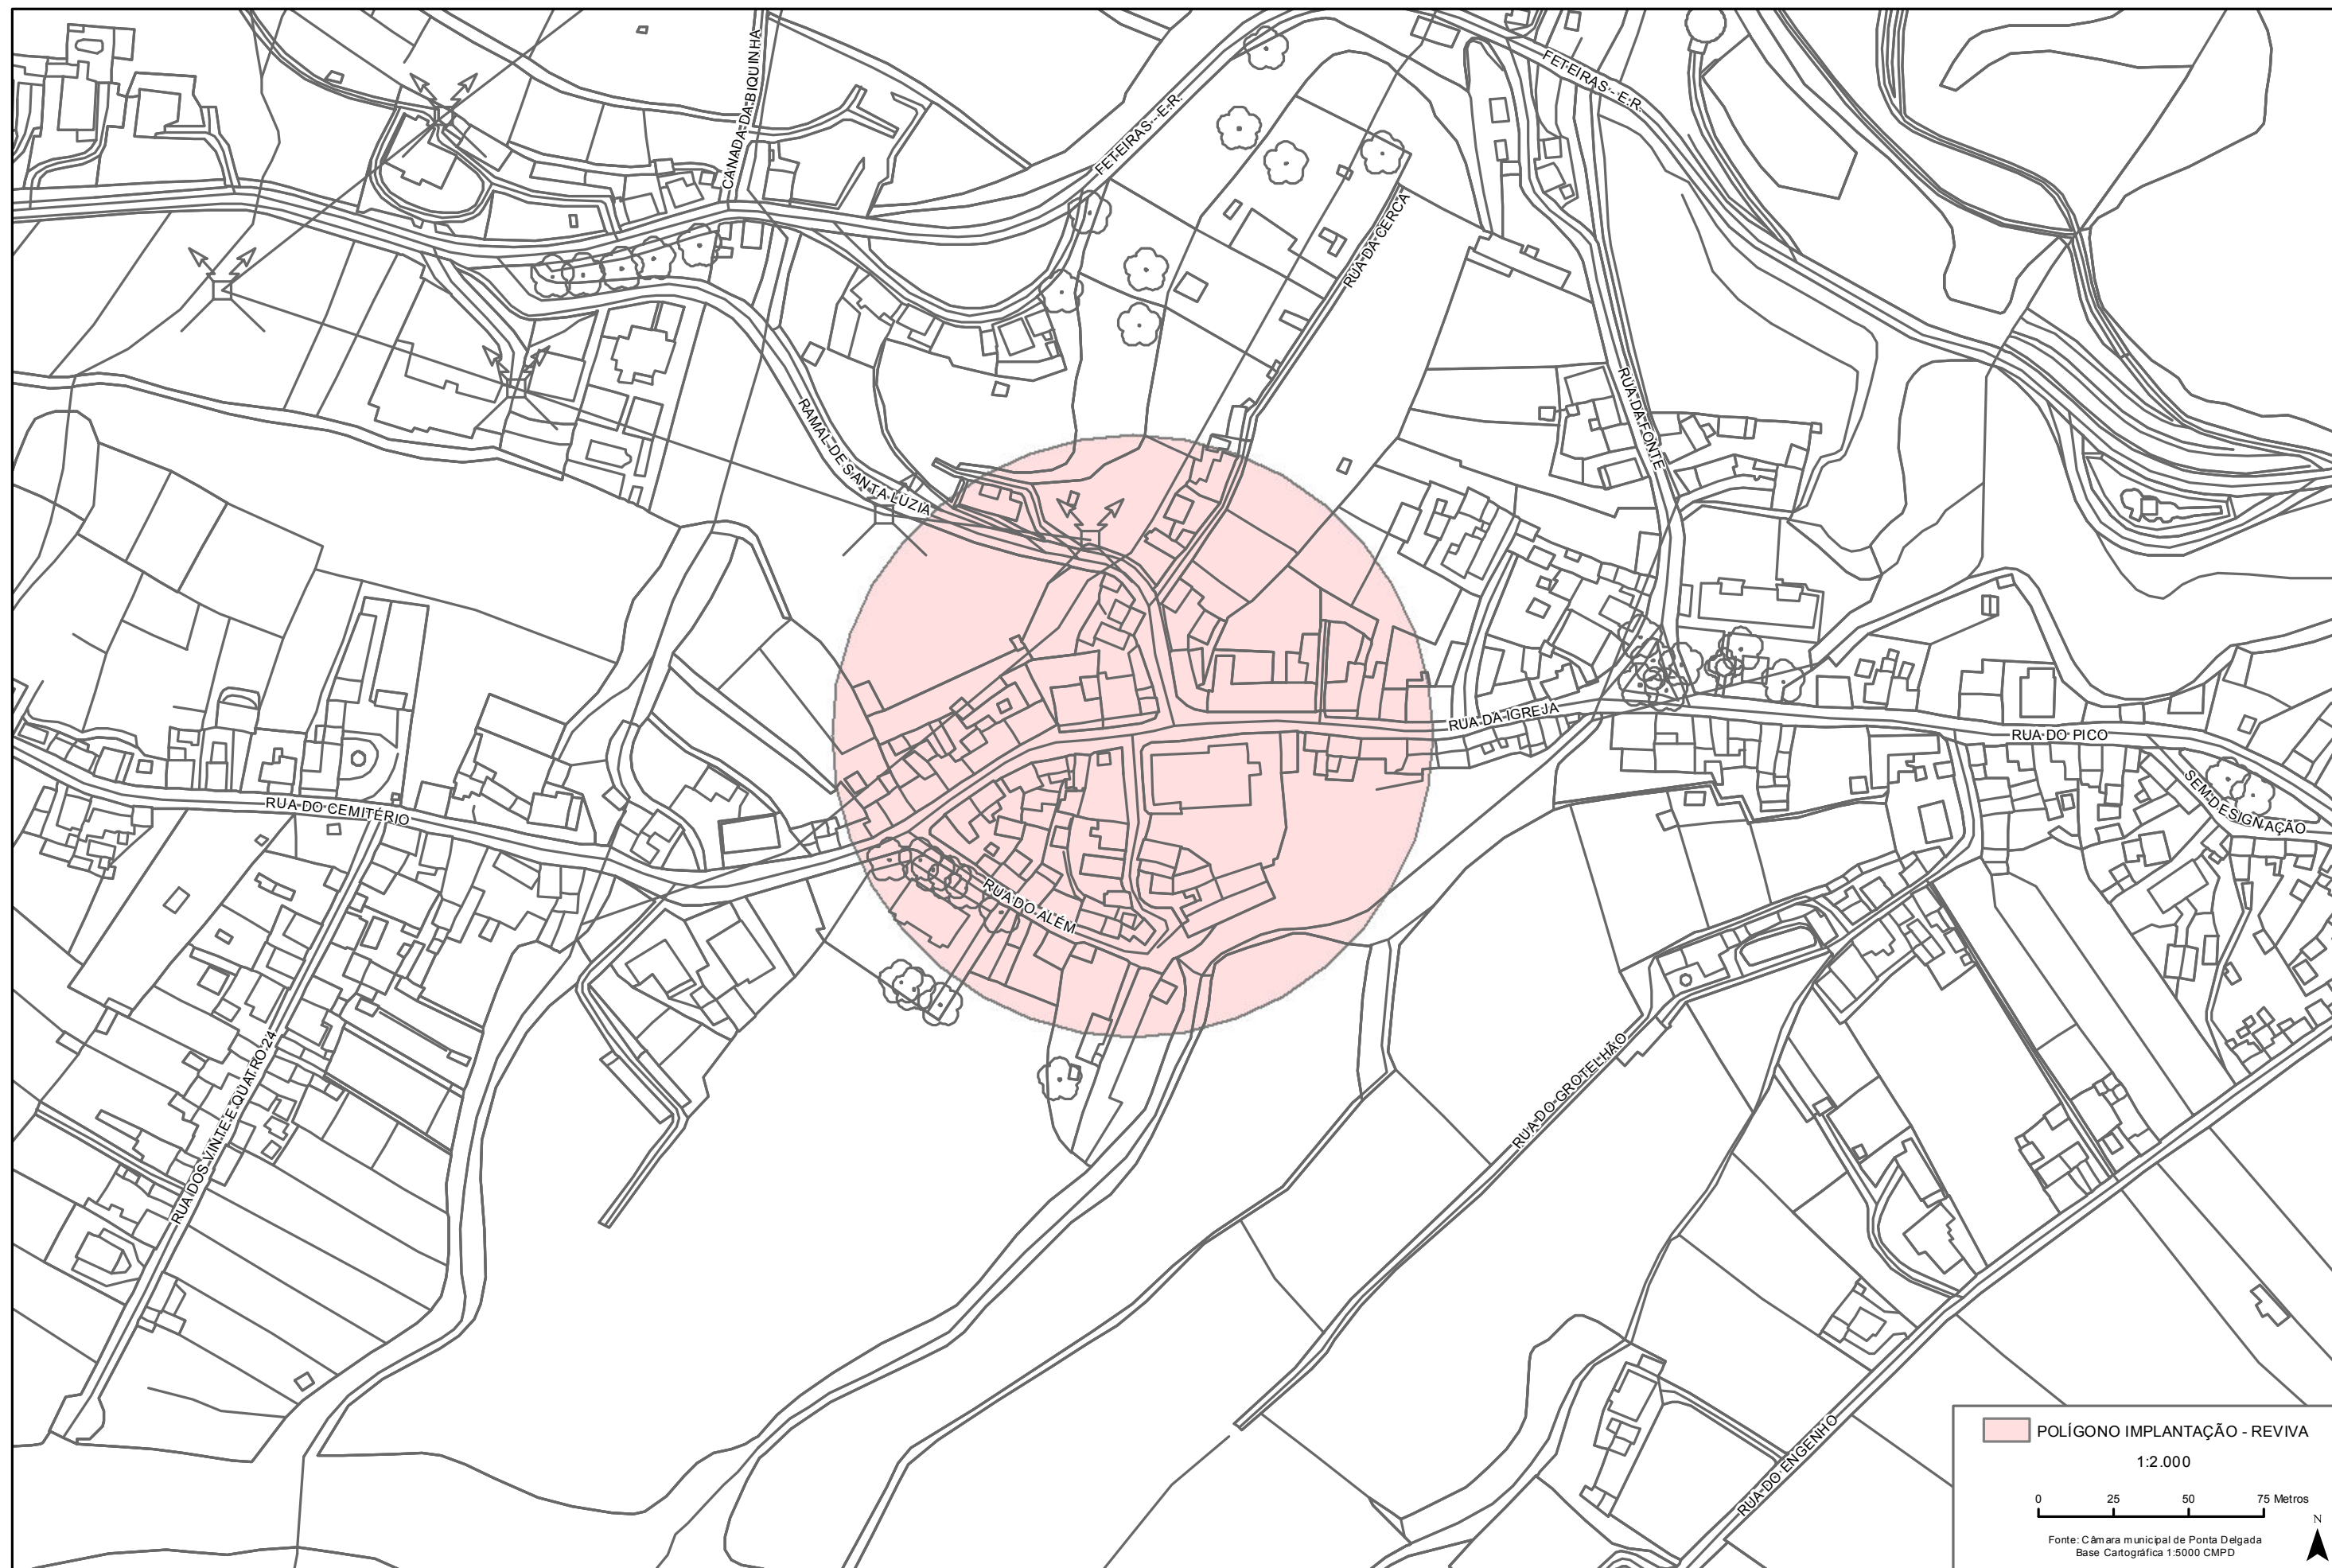 CANADA DA BIQUINHA
FETEIRAS - E.R.
FETEIRAS - E.R.
RUA DA CERCA
RAMAL DE SANTA LUZIA
RUA DA FONTE
RUA DA IGREJA
RUA DO PICO
SEM DESIGNAÇÃO
RUA DO CEMITÉRIO
RUA DO ALÉM
RUA DOS VINTE E QUATRO 24
RUA DO GROTELHÃO
RUA DO ENGENHO
POLÍGONO IMPLANTAÇÃO - REVIVA
1:2.000
0 25 50 75 Metros
N
Fonte: Câmara municipal de Ponta Delgada
Base Cartográfica 1:5000 CMPD